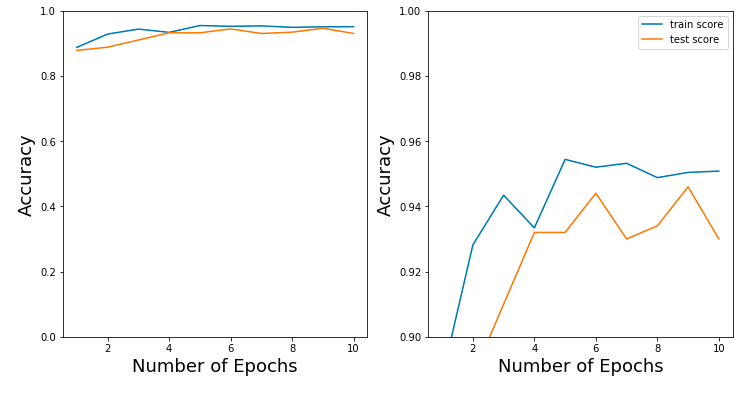 1.0
0.8
0.6
0.4
0.2
0.0
2 4 6 8 10
Accuracy
Number of Epochs
1.00
0.98
0.96
0.94
0.92
0.90
2 4 6 8 10
Accuracy
Number of Epochs
train score
test score